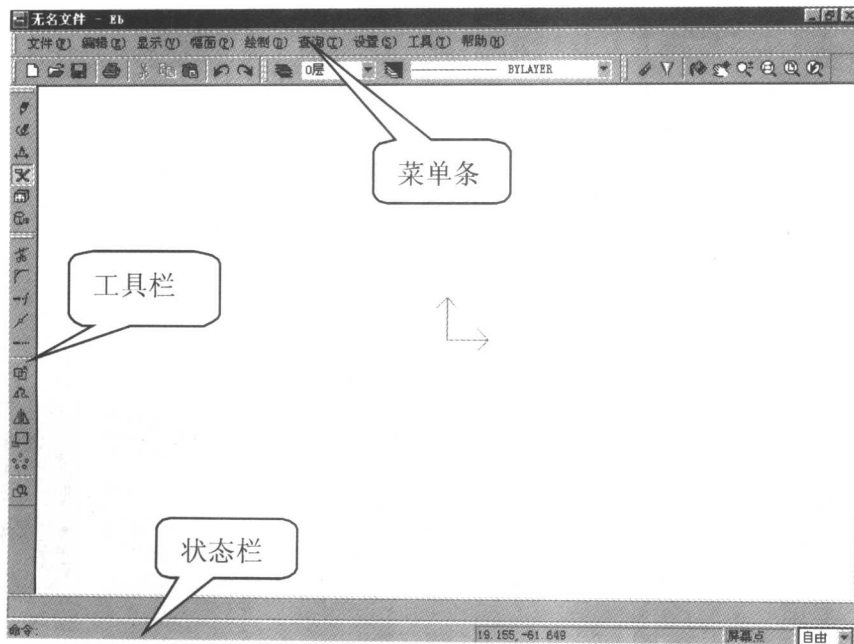 无名文件 - Eb
文件(F) 编辑(E) 显示(V) 幅面(P) 绘制(D) 查询(I) 设置(S) 工具(T) 帮助(H)
0层 BYLAYER
菜单条
工具栏
状态栏
命令: 19.155,-61.649 屏幕点 自由